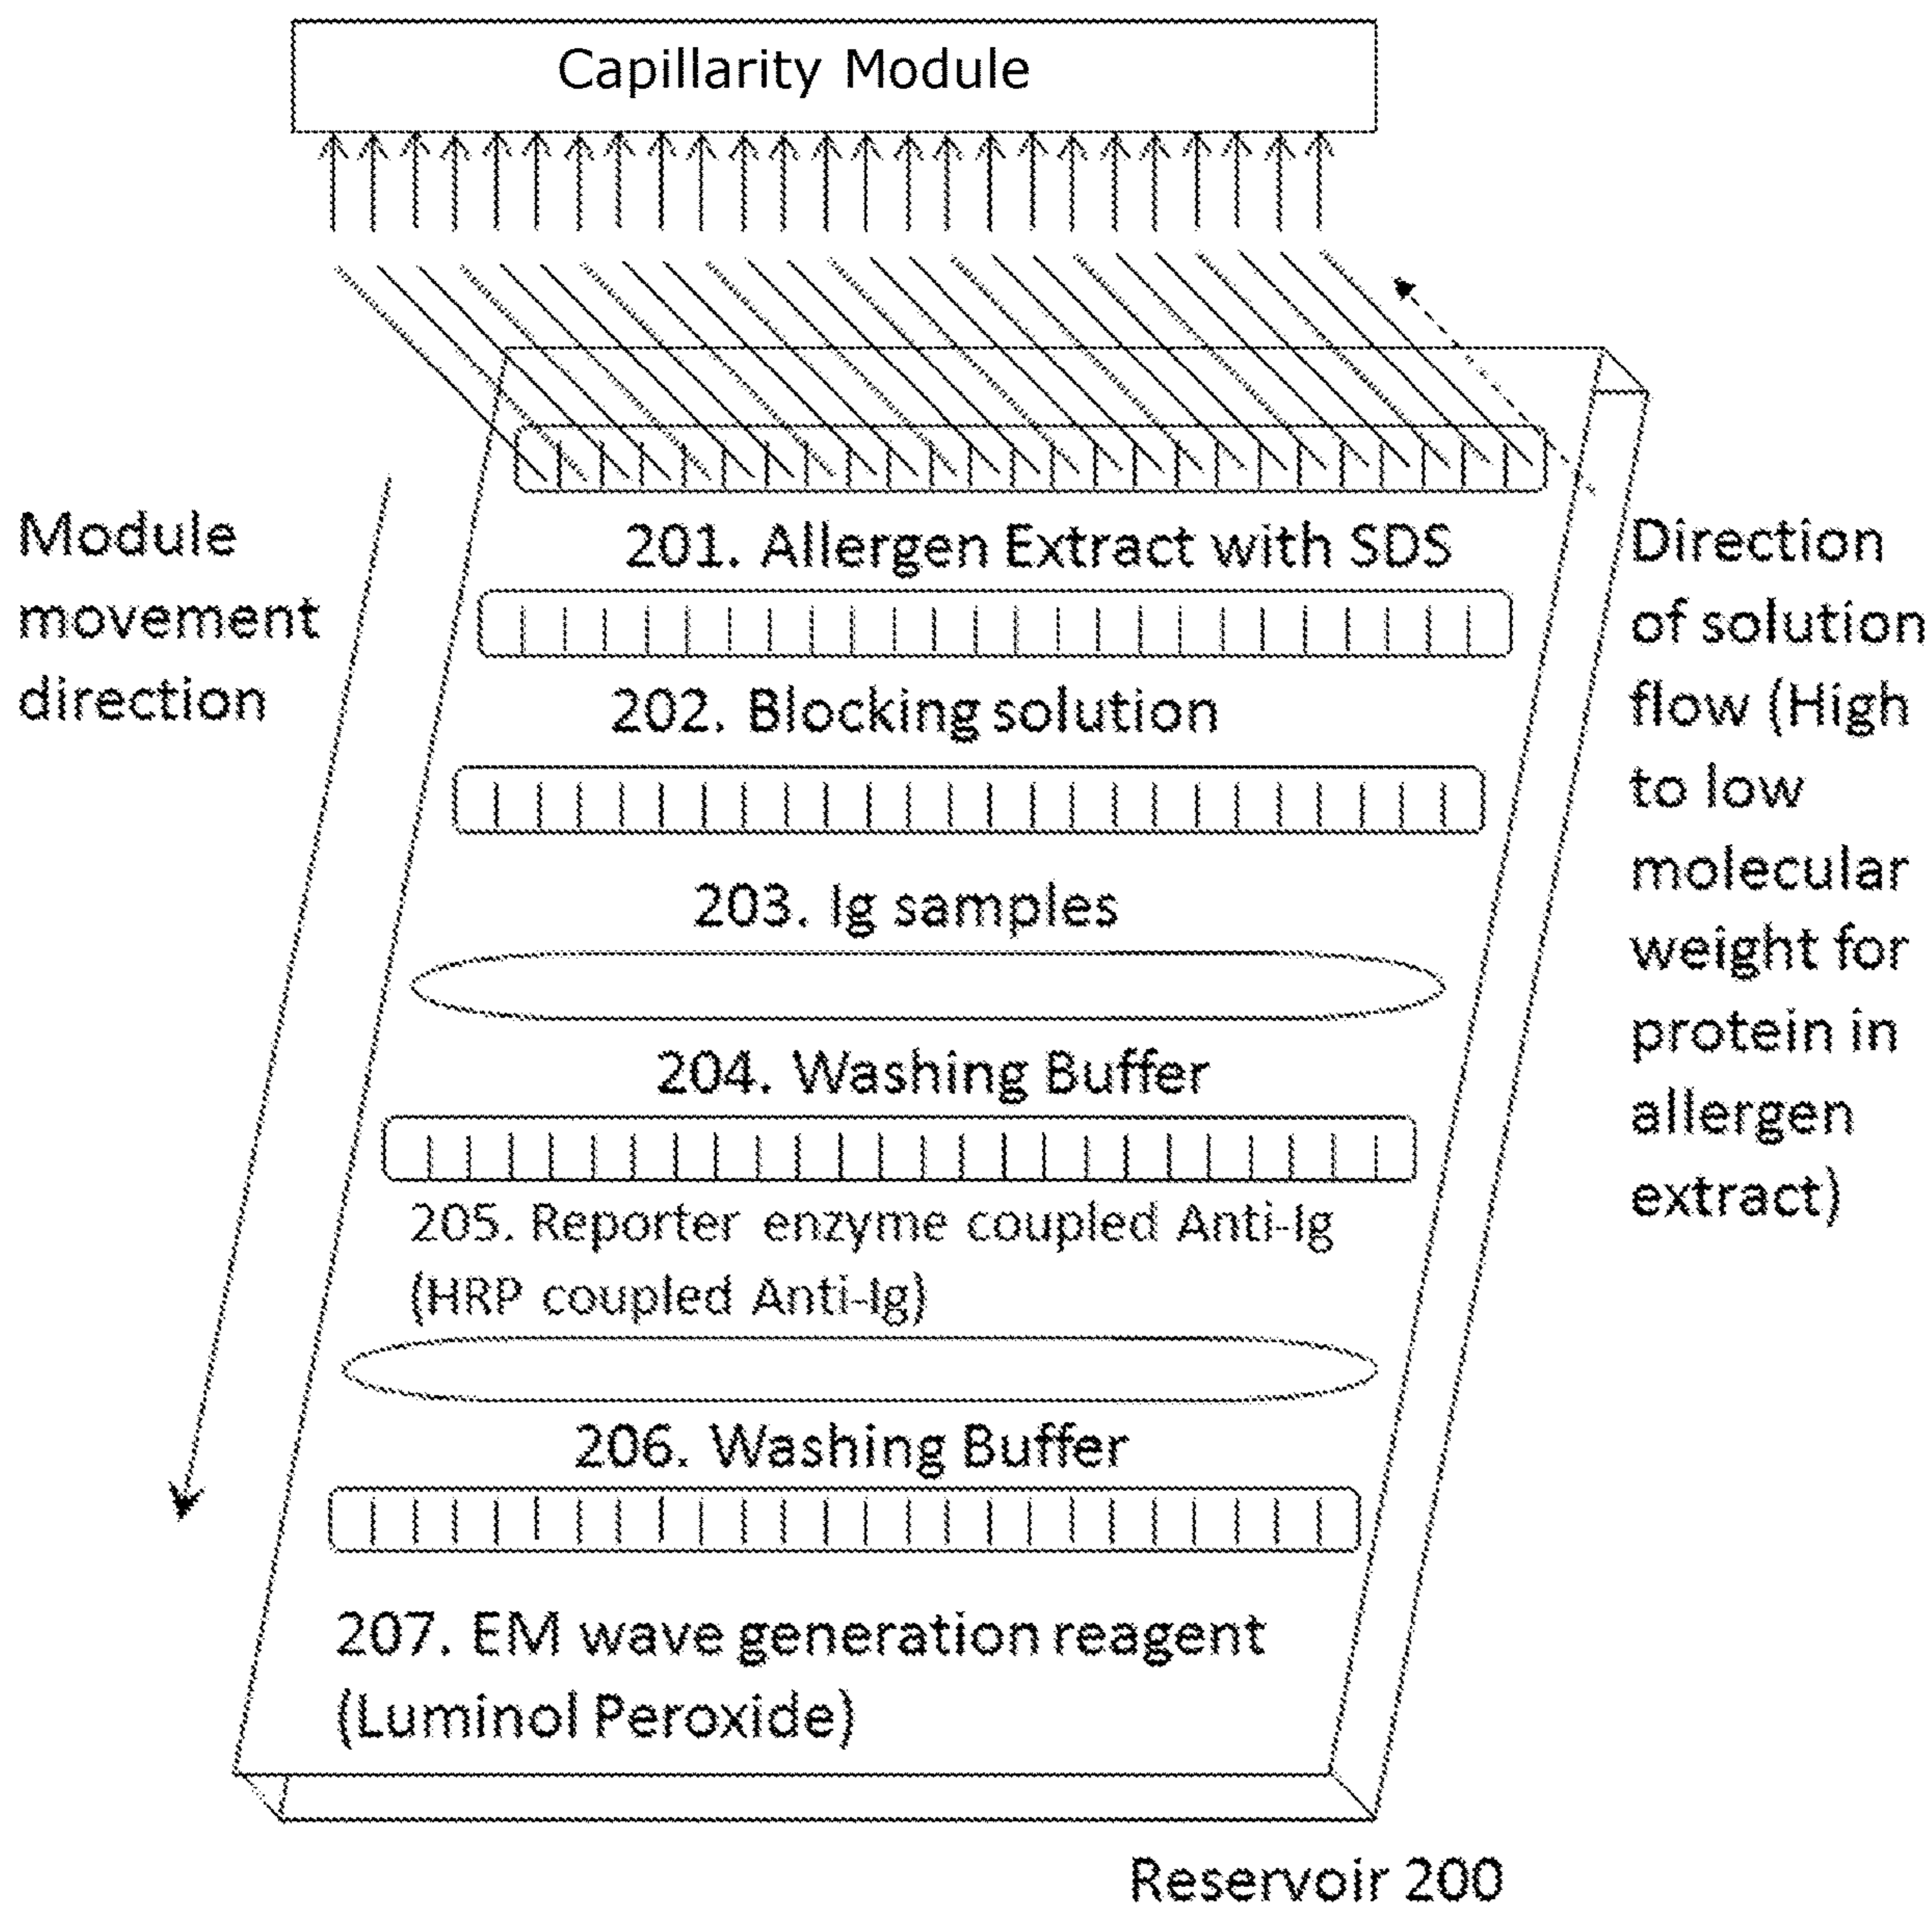 Capillarity Module
Module
movement
direction
201. Allergen Extract with SDS
202. Blocking solution
203. Ig samples
204. Washing Buffer
205. Reporter enzyme coupled Anti-Ig
(HRP coupled Anti-Ig)
206. Washing Buffer
207. EM wave generation reagent
(Luminol Peroxide)
Direction
of solution
flow (High
to low
molecular
weight for
protein in
allergen
extract)
Reservoir 200